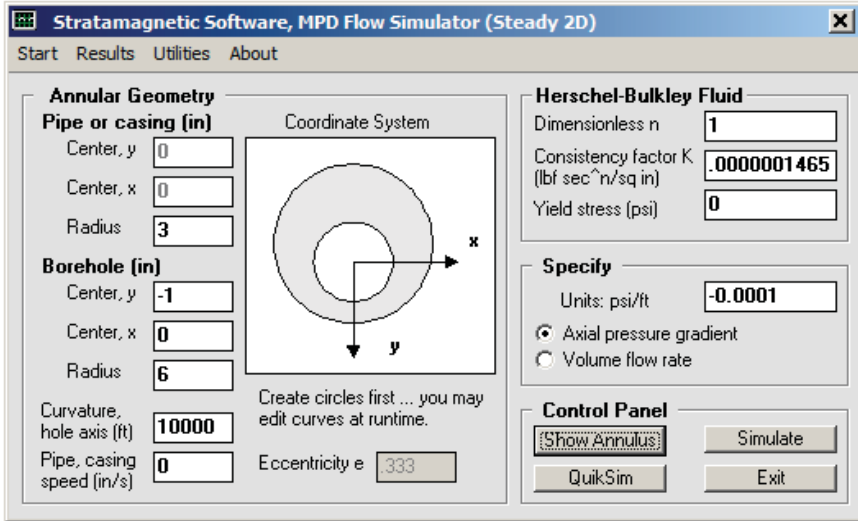 Stratamagnetic Software, MPD Flow Simulator (Steady 2D)
Start Results Utilities About
Annular Geometry
Pipe or casing (in)
Center, y 0
Center, x 0
Radius 3
Borehole (in)
Center, y -1
Center, x 0
Radius 6
Curvature,
hole axis (ft) 10000
Pipe, casing
speed (in/s) 0
Coordinate System
x
y
Create circles first ... you may
edit curves at runtime.
Eccentricity e .333
Herschel-Bulkley Fluid
Dimensionless n 1
Consistency factor K
(lbf sec^n/sq in) .0000001465
Yield stress (psi) 0
Specify
Units: psi/ft -0.0001
Axial pressure gradient
Volume flow rate
Control Panel
Show Annulus Simulate
QuikSim Exit